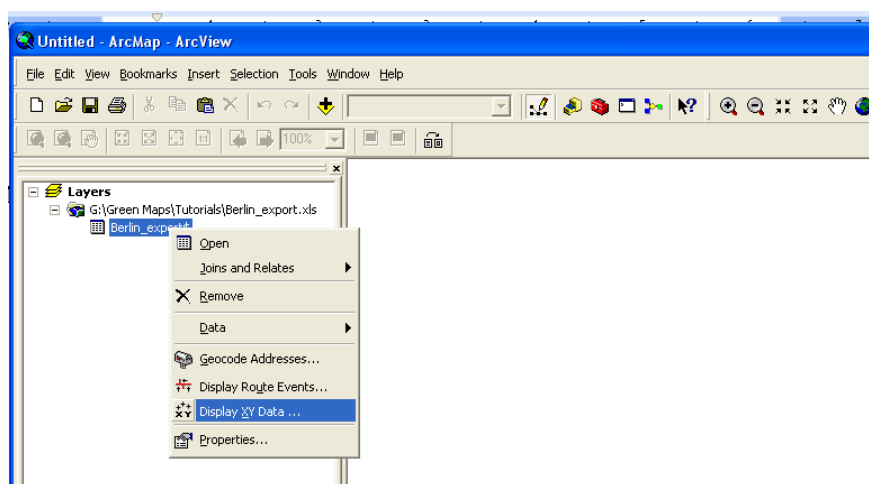 Untitled - ArcMap - ArcView
File Edit View Bookmarks Insert Selection Tools Window Help
100%
Layers
G:\Green Maps\Tutorials\Berlin_export.xls
Berlin_export
Open
Joins and Relates
Remove
Data
Geocode Addresses...
Display Route Events...
XY Display XY Data ...
Properties...